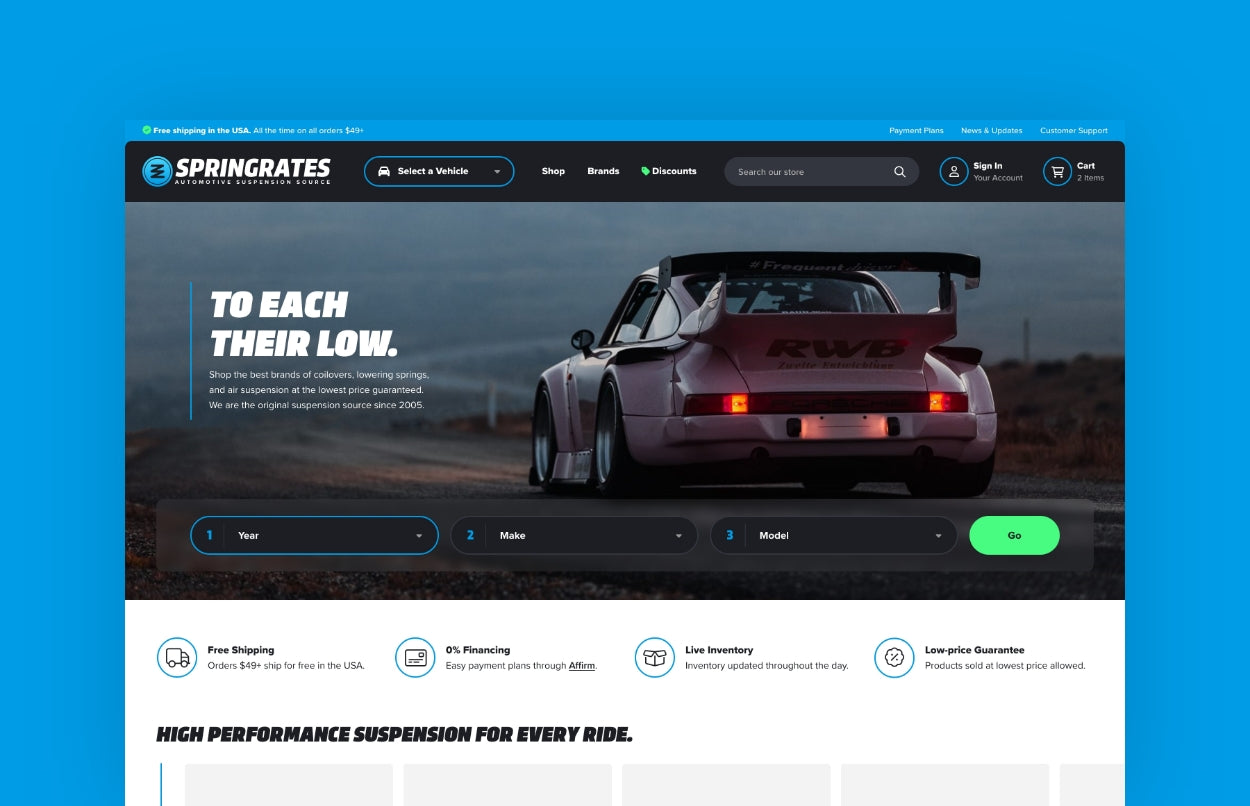 Free shipping in the USA. All the time on all orders $49+
Payment Plans
News & Updates
Customer Support
SPRINGRATES
AUTOMOTIVE SUSPENSION SOURCE
Select a Vehicle
Shop
Brands
Discounts
Search our store
Sign In
Your Account
Cart
2 Items
#FrequentDriver
TO EACH
THEIR LOW.
Shop the best brands of coilovers, lowering springs,
and air suspension at the lowest price guaranteed.
We are the original suspension source since 2005.
RWB
Zweite Entwicklung
PORSCHE
1 Year
2 Make
3 Model
Go
Free Shipping
Orders $49+ ship for free in the USA.
0% Financing
Easy payment plans through Affirm.
Live Inventory
Inventory updated throughout the day.
Low-price Guarantee
Products sold at lowest price allowed.
HIGH PERFORMANCE SUSPENSION FOR EVERY RIDE.